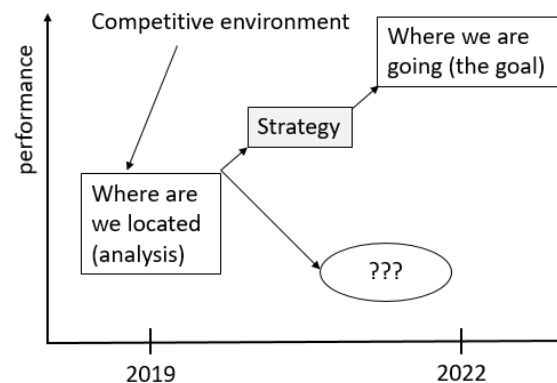 Competitive environment
Where we are
going (the goal)
performance
Strategy
Where are
we located
(analysis)
???
2019
2022